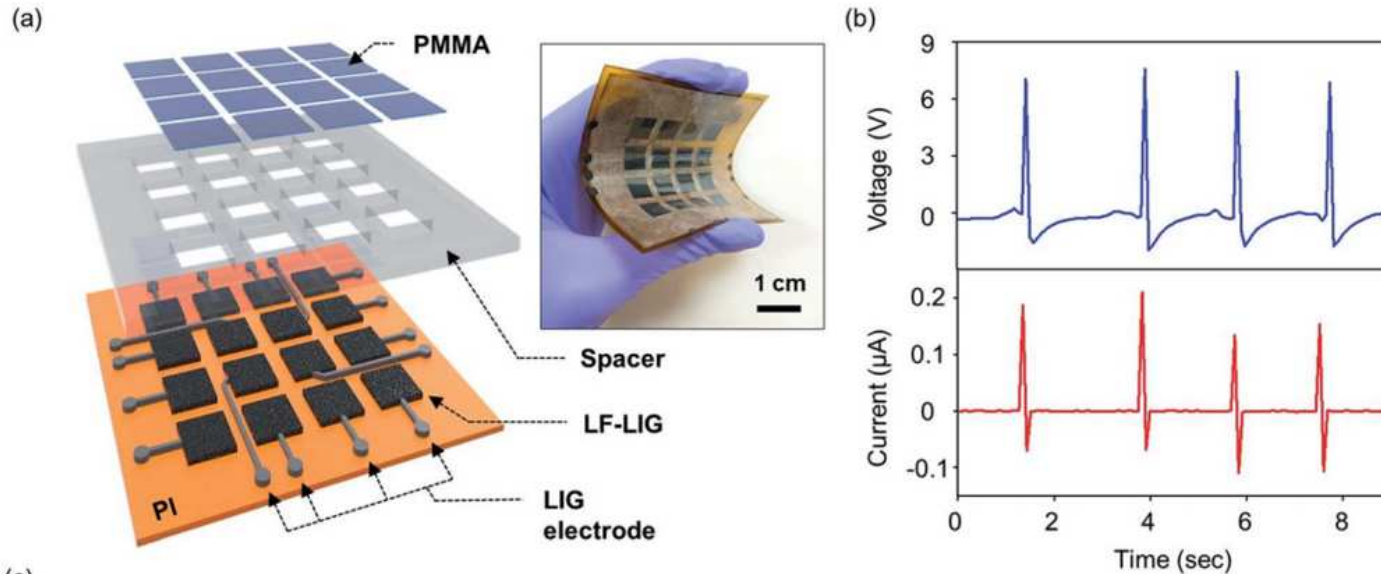 (a)
PMMA
1 cm
Spacer
LF-LIG
LIG
electrode
PI
(b)
9
6
3
0
Voltage (V)
0.2
0.1
0
-0.1
Current (µA)
0 2 4 6 8
Time (sec)